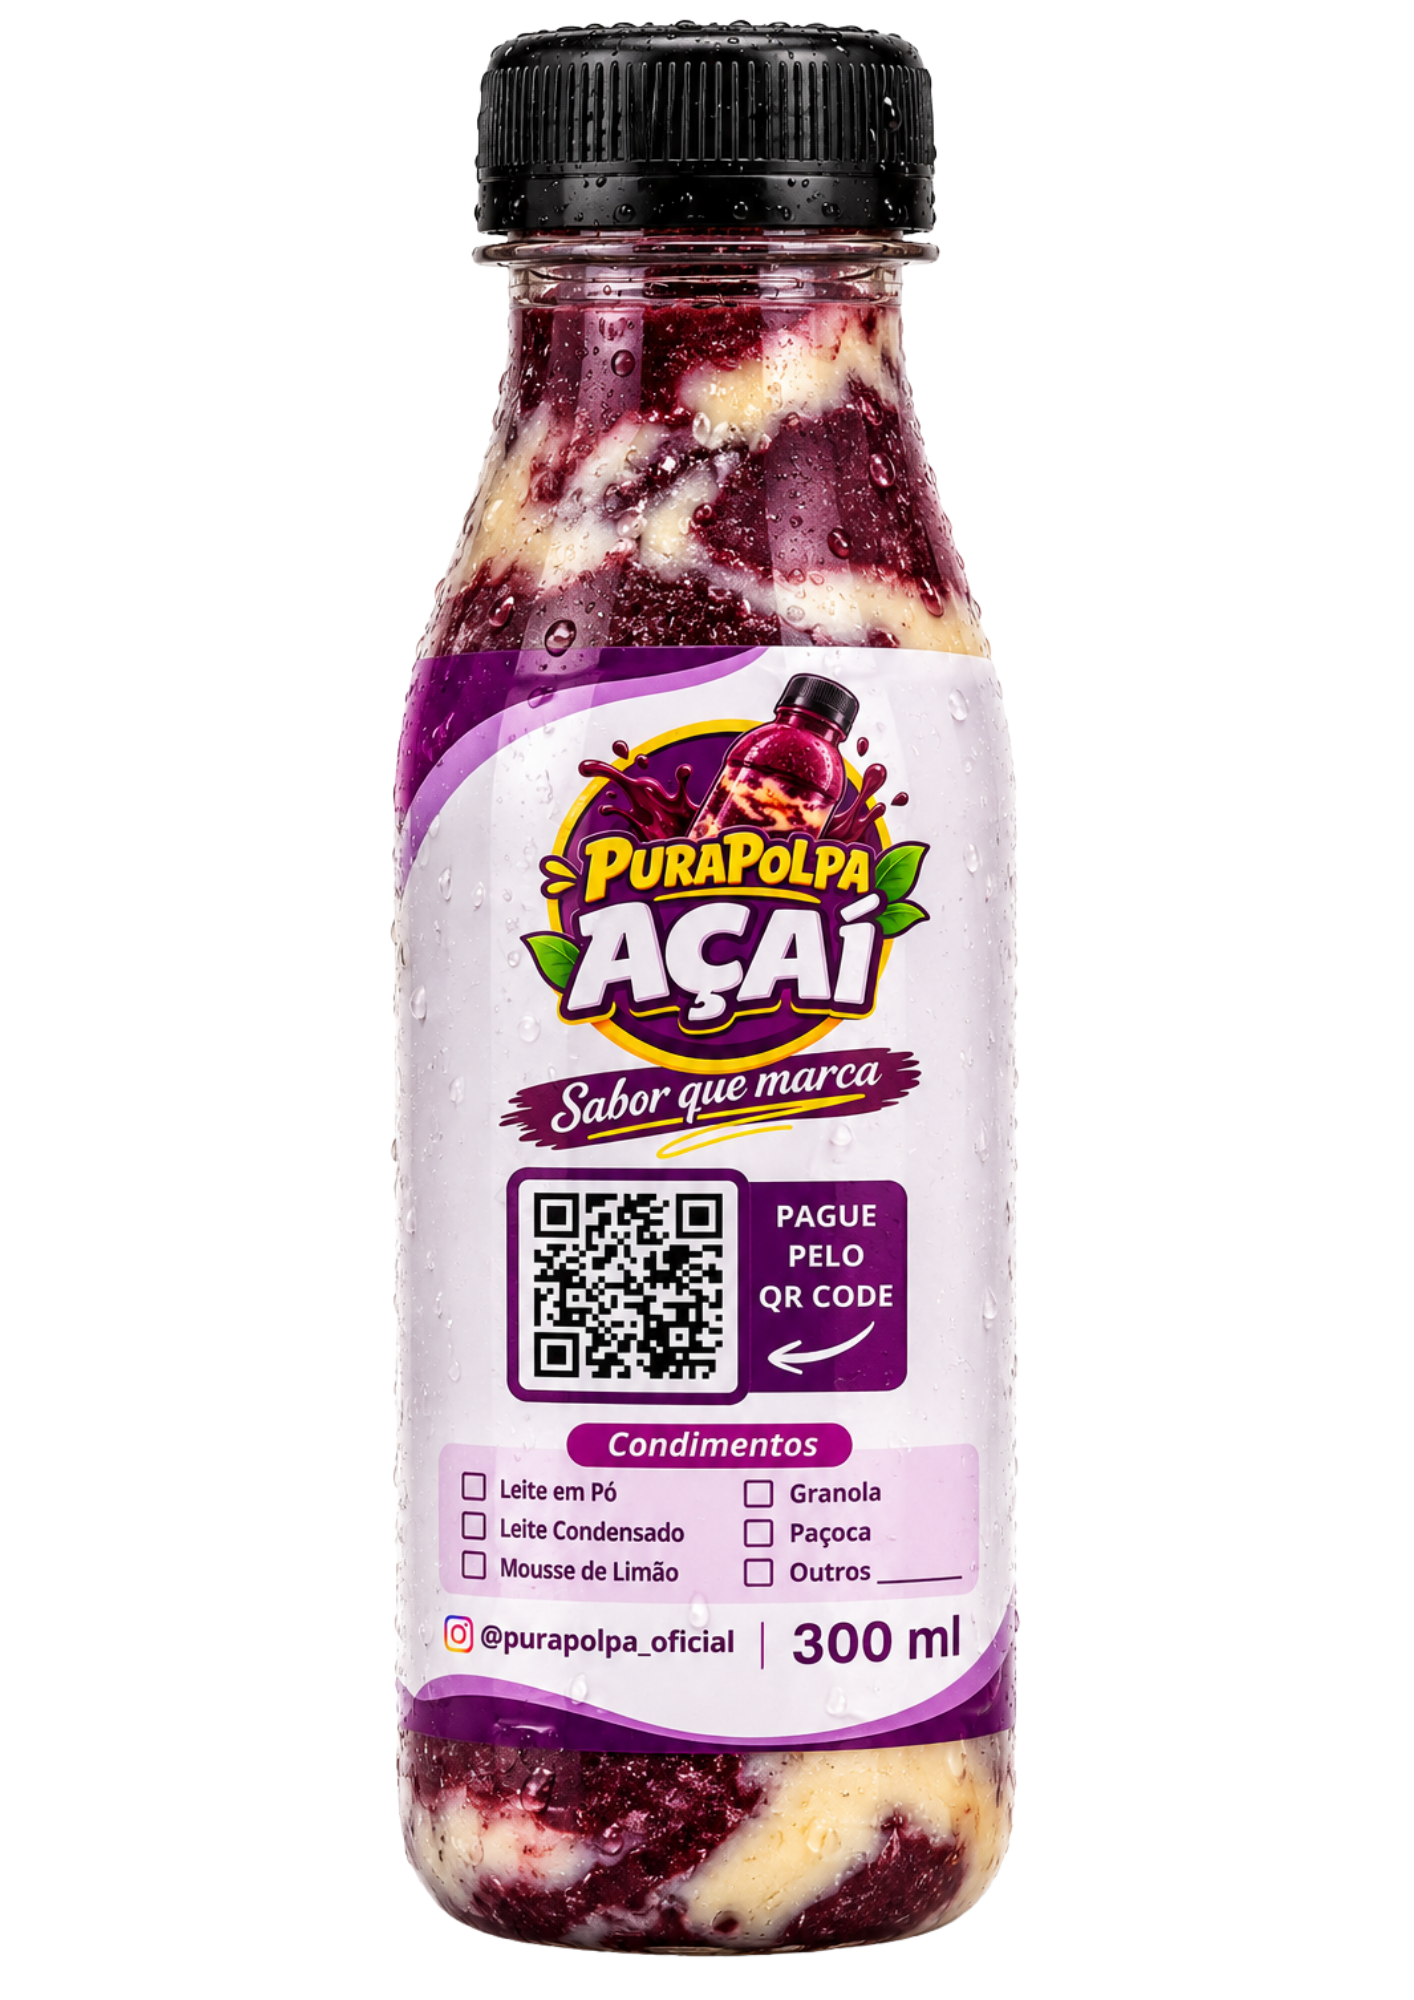 PURAPOLPA
AÇAÍ
Sabor que marca
PAGUE
PELO
QR CODE
Condimentos
Leite em Pó
Leite Condensado
Mousse de Limão
Granola
Paçoca
Outros ______
@purapolpa_oficial | 300 ml